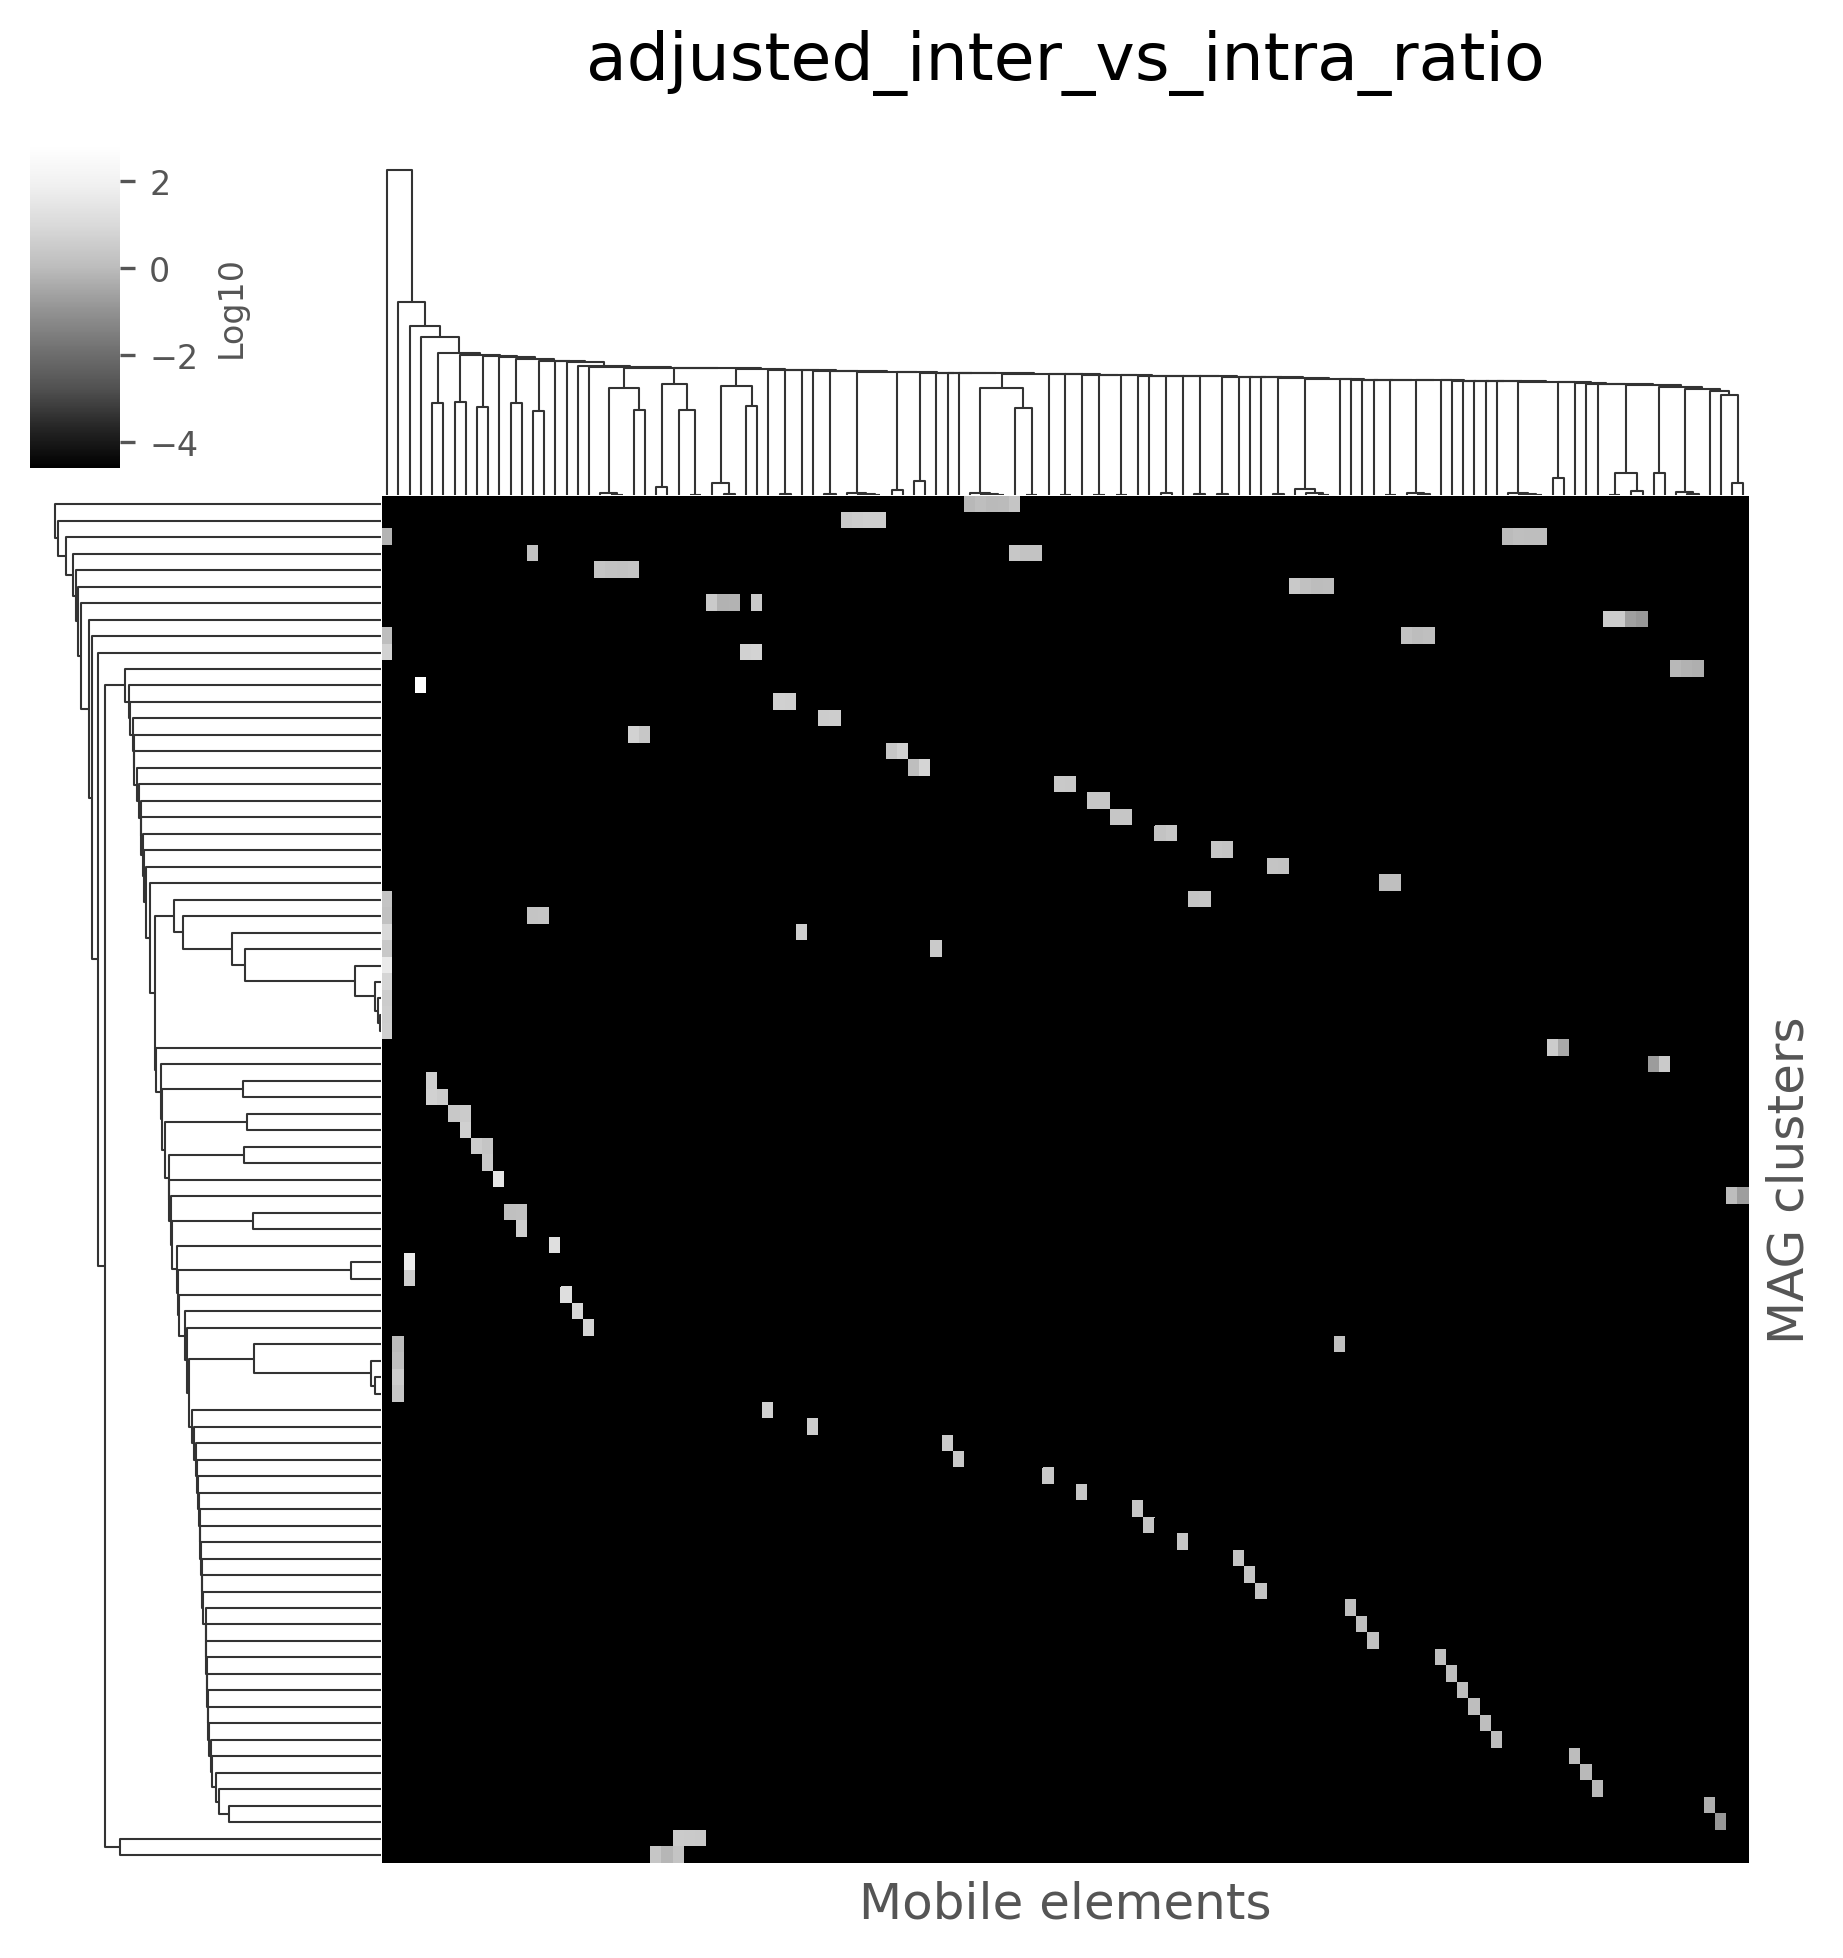 adjusted_inter_vs_intra_ratio
2
0
−2
−4
Log10
MAG clusters
Mobile elements